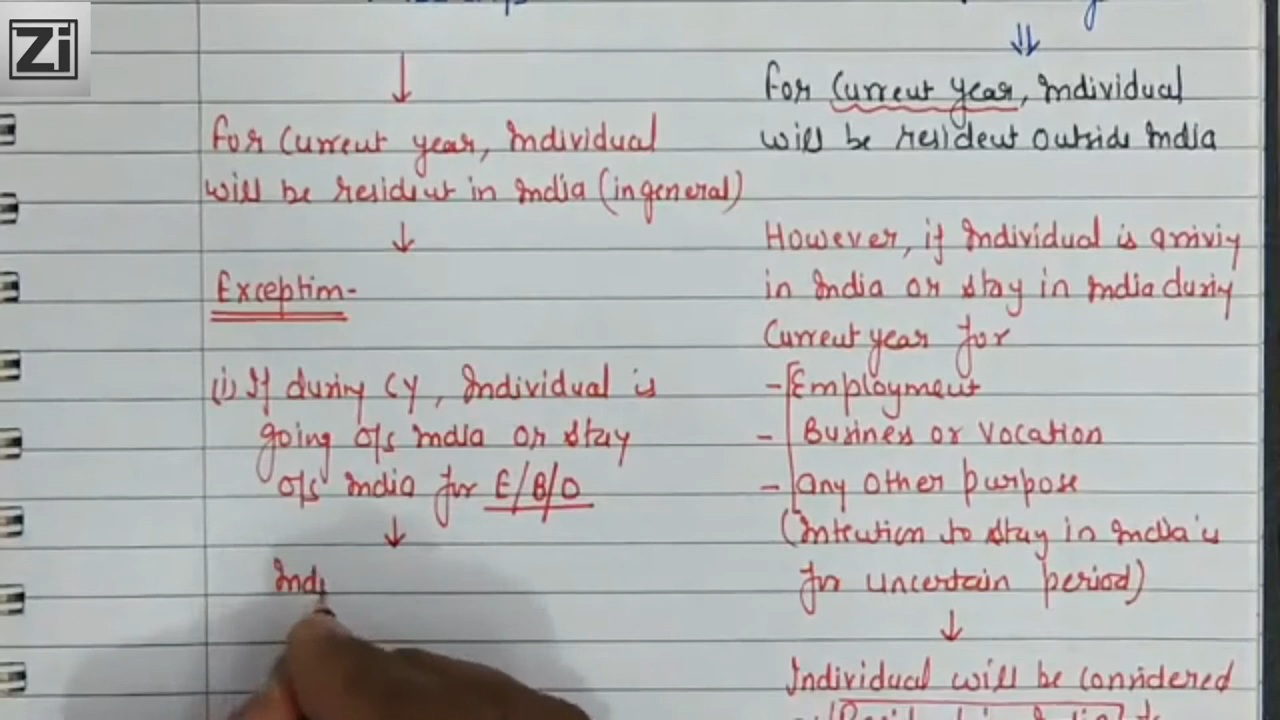 Zi
For Current year, Individual
will be resident in India (in general)
Exception-
(i) If during CY, Individual is
going o/s India or stay
o/s India for E/B/O
Indi
For Current year, Individual
will be resident outside India
However, if Individual is arriviy
in India or stay in India duriy
Current year for
- Employment
- Business or Vocation
- any other purpose
(Intention to stay in India is
for uncertain period)
Individual will be considered